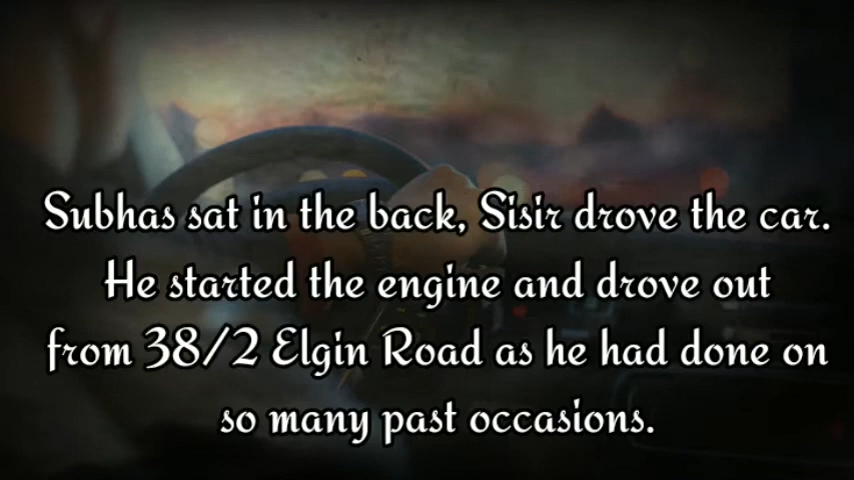 Subhas sat in the back, Sisir drove the car.
He started the engine and drove out
from 38/2 Elgin Road as he had done on
so many past occasions.